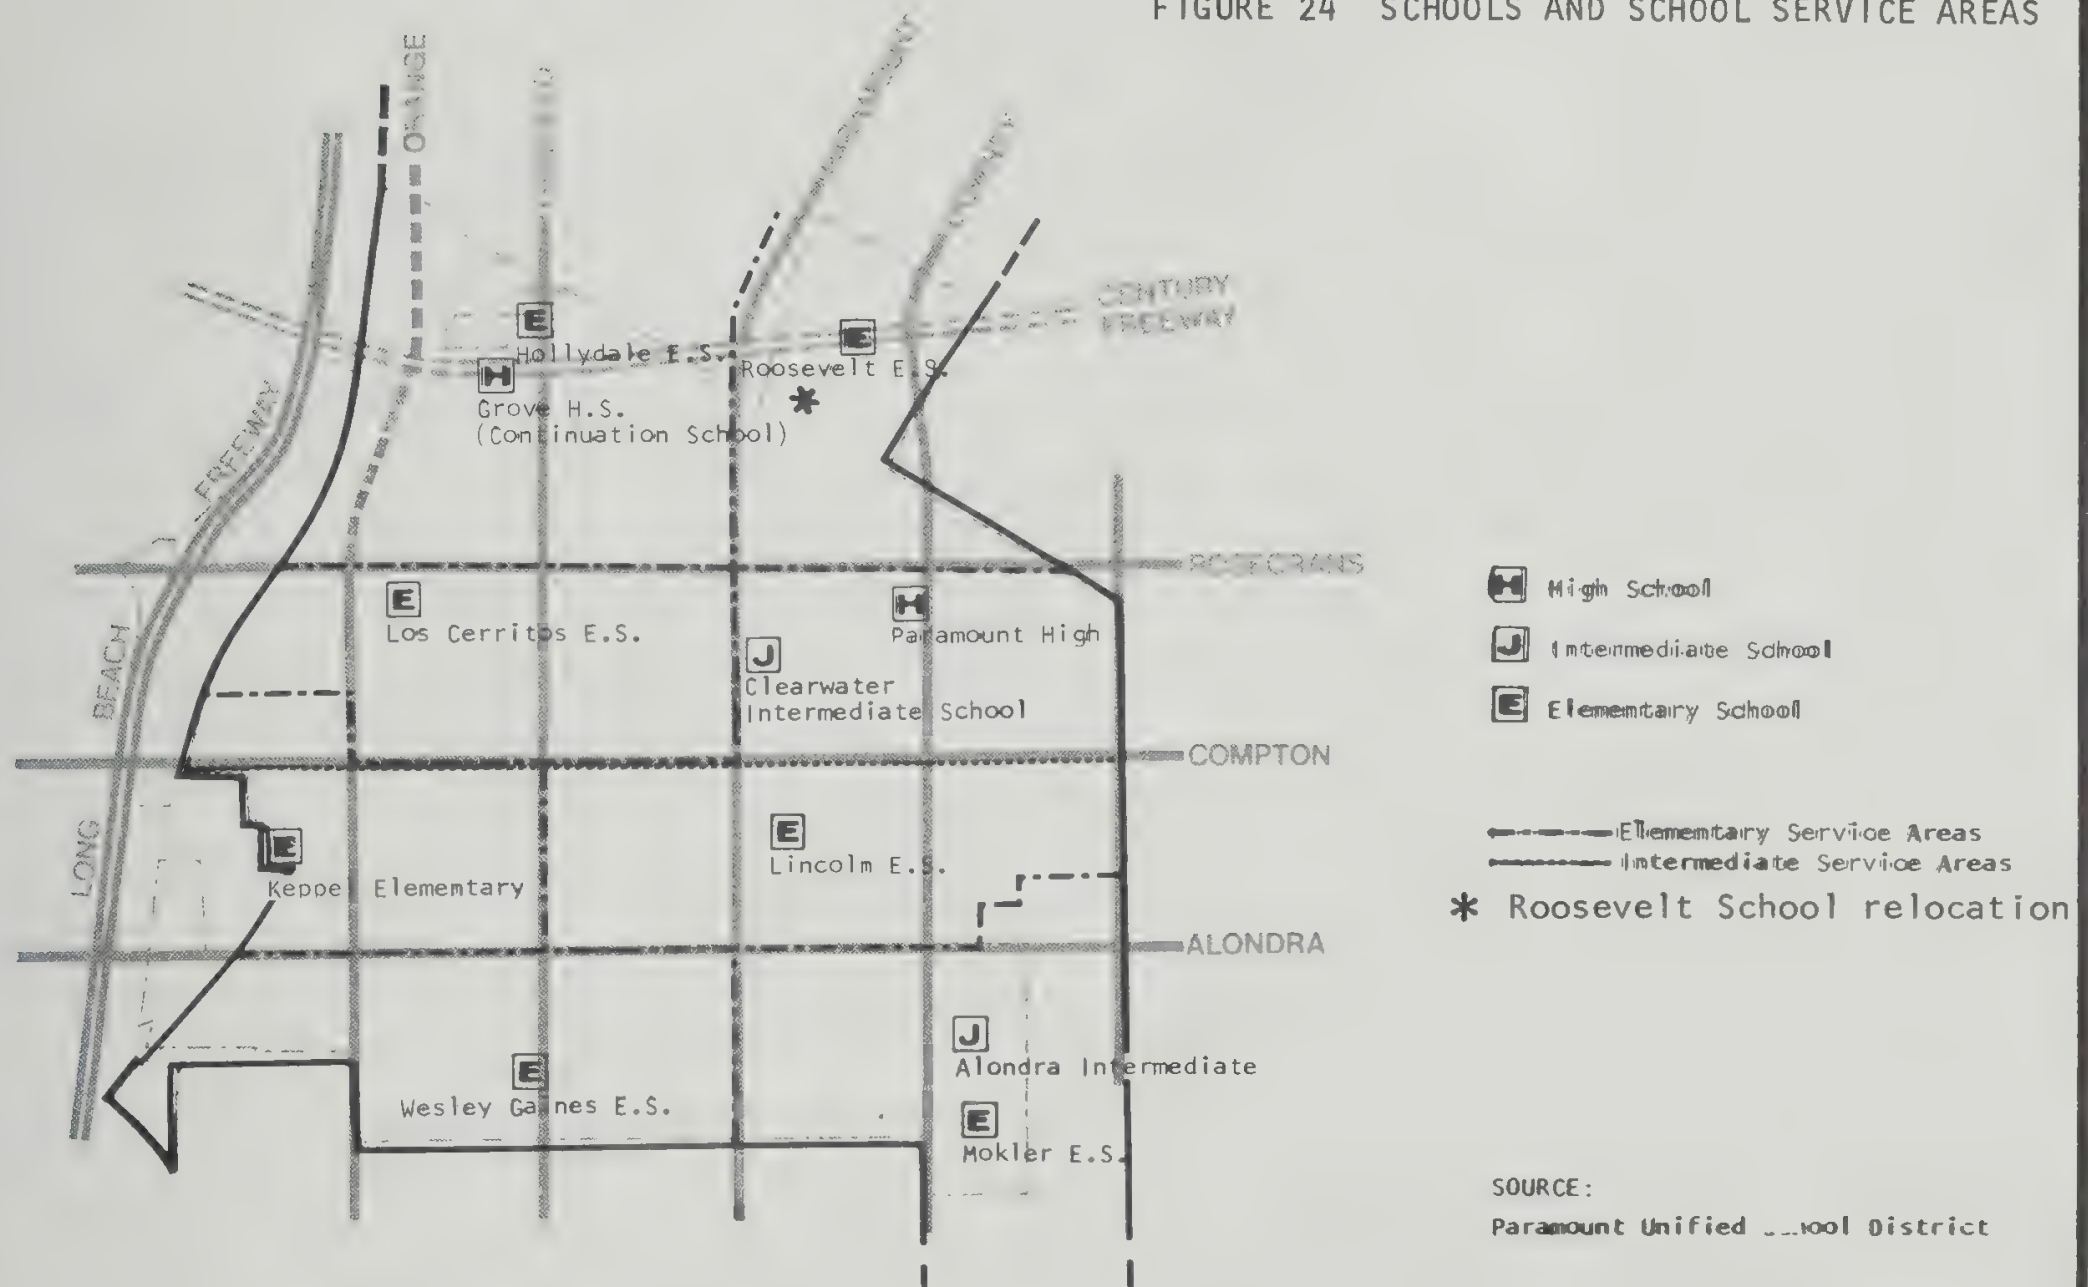 FIGURE 24 SCHOOLS AND SCHOOL SERVICE AREAS
ORANGE
CENTURY
FREEWAY
E
Hollydale E.S.
E
Roosevelt E.S.
*
H
Grove H.S.
(Continuation School)
FREEWAY
BEACH
LONG
ROSECRANS
E
Los Cerritos E.S.
H
Paramount High
J
Clearwater
Intermediate School
COMPTON
E
Keppel Elementary
E
Lincolm E.S.
ALONDRA
J
Alondra Intermediate
E
Wesley Gaines E.S.
E
Mokler E.S.
H High School
J Intermediate School
E Elementary School
Elementary Service Areas
Intermediate Service Areas
* Roosevelt School relocation
SOURCE:
Paramount Unified District